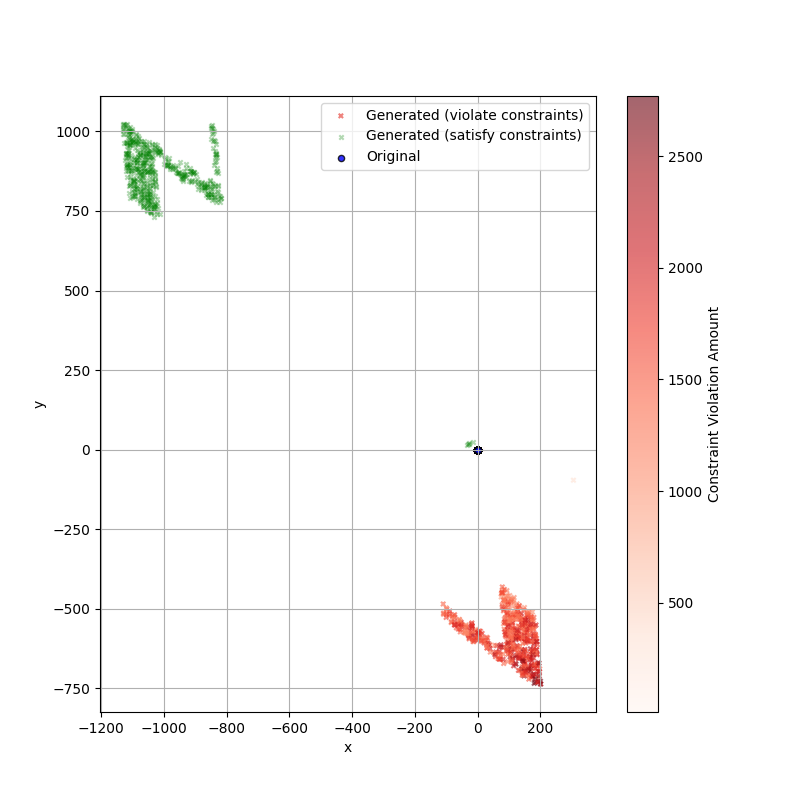 Generated (violate constraints)
Generated (satisfy constraints)
Original
1000
750
500
250
0
−250
−500
−750
y
−1200 −1000 −800 −600 −400 −200 0 200
x
2500
2000
1500
1000
500
Constraint Violation Amount